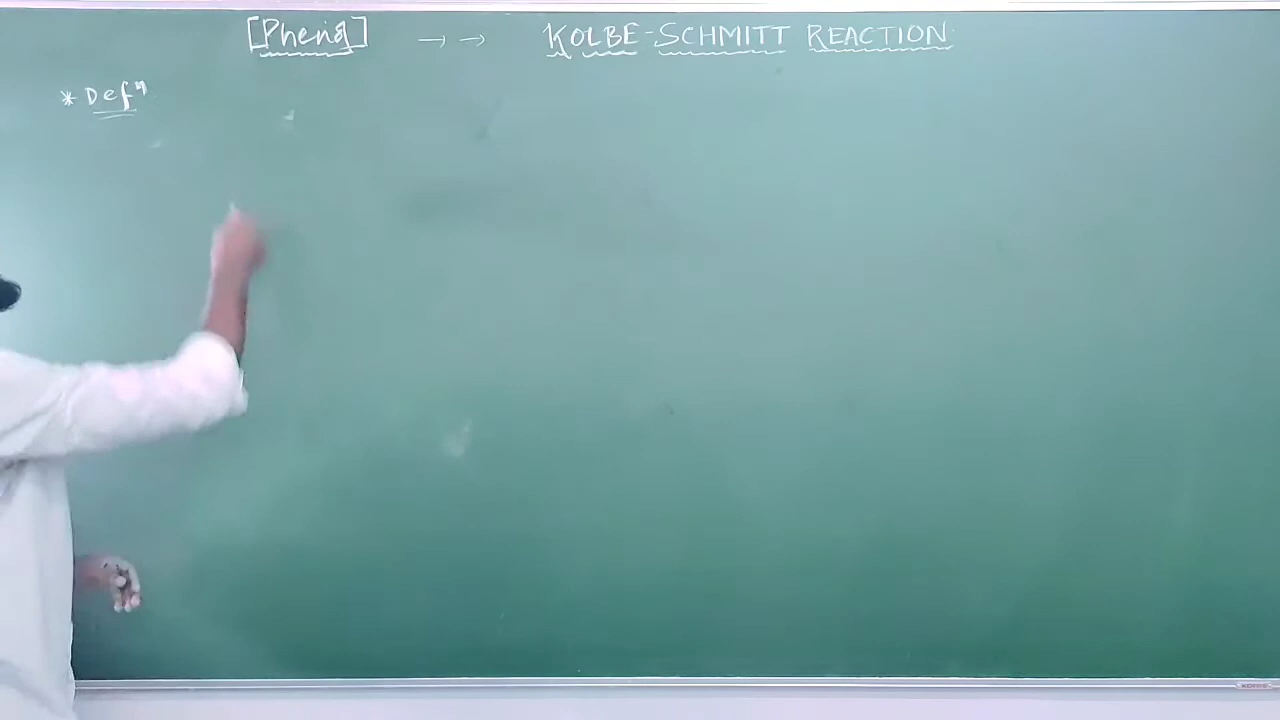 [Phenol] →→ KOLBE-SCHMITT REACTION
* Defⁿ